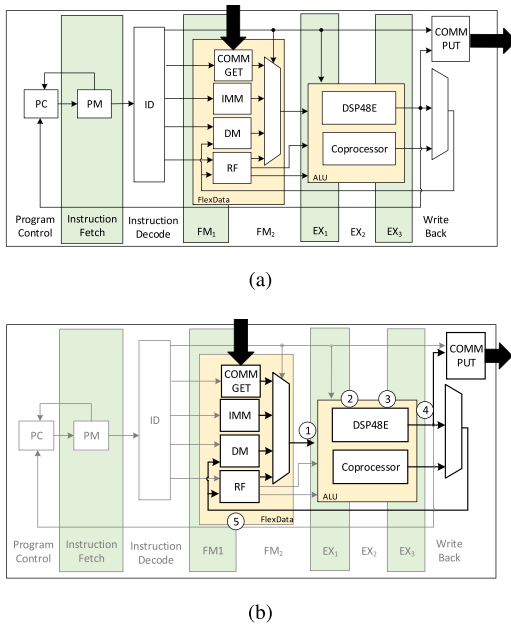 COMM
PUT
COMM
GET
IMM
DM
RF
FlexData
PC
PM
ID
DSP48E
Coprocessor
ALU
Program
Control
Instruction
Fetch
Instruction
Decode
FM1
FM2
EX1
EX2
EX3
Write
Back
(a)
COMM
PUT
COMM
GET
IMM
DM
RF
FlexData
PC
PM
ID
1
2
3
4
5
DSP48E
Coprocessor
ALU
Program
Control
Instruction
Fetch
Instruction
Decode
FM1
FM2
EX1
EX2
EX3
Write
Back
(b)